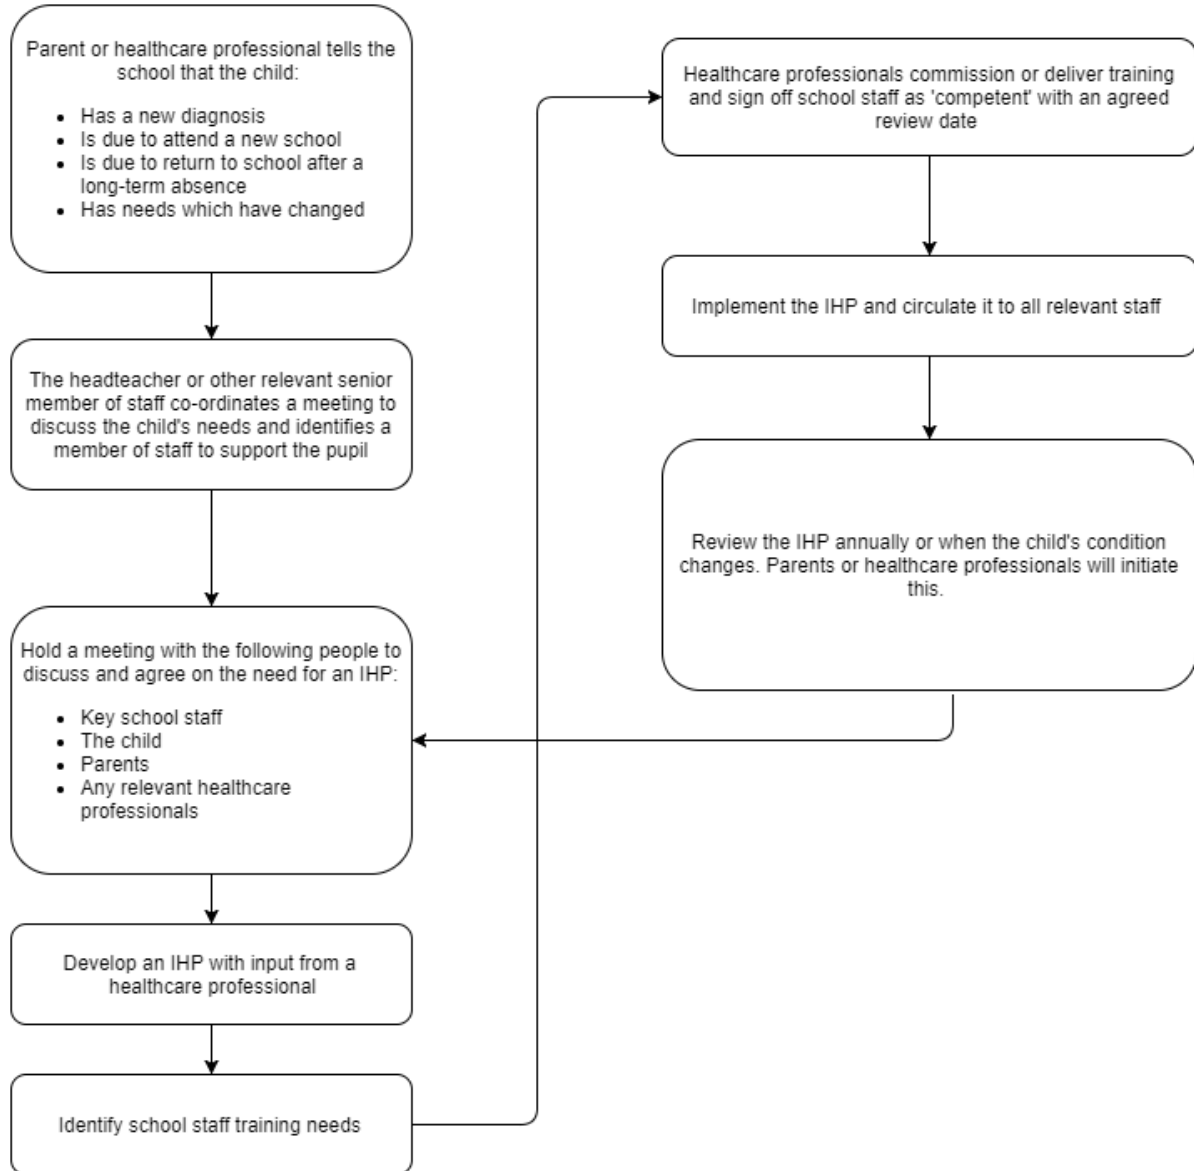 Parent or healthcare professional tells the
school that the child:
• Has a new diagnosis
• Is due to attend a new school
• Is due to return to school after a
long-term absence
• Has needs which have changed
The headteacher or other relevant senior
member of staff co-ordinates a meeting to
discuss the child's needs and identifies a
member of staff to support the pupil
Hold a meeting with the following people to
discuss and agree on the need for an IHP:
• Key school staff
• The child
• Parents
• Any relevant healthcare
professionals
Develop an IHP with input from a
healthcare professional
Identify school staff training needs
Healthcare professionals commission or deliver training
and sign off school staff as 'competent' with an agreed
review date
Implement the IHP and circulate it to all relevant staff
Review the IHP annually or when the child's condition
changes. Parents or healthcare professionals will initiate
this.